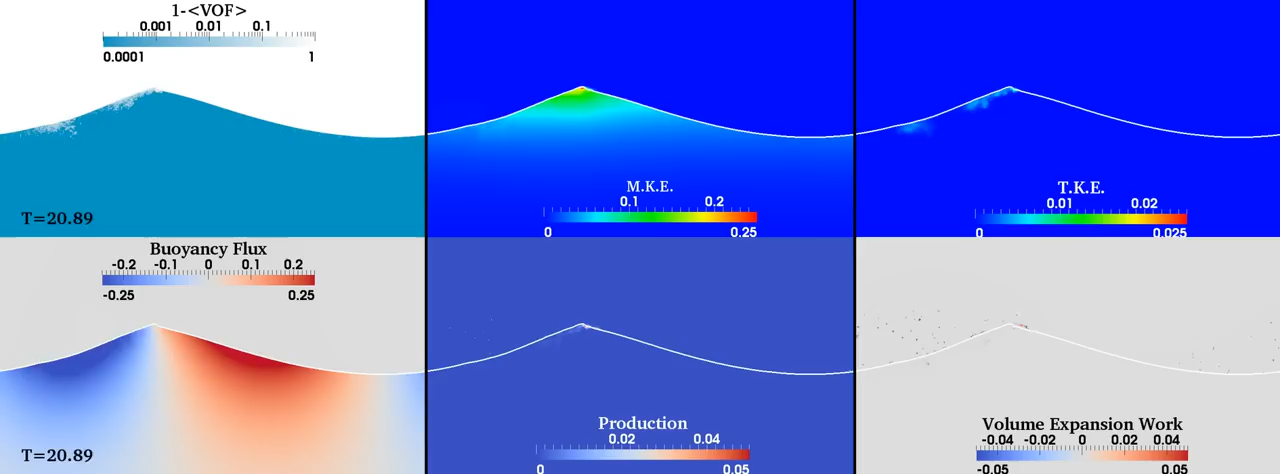 1-<VOF>
0.001 0.01 0.1
0.0001 1
T=20.89
M.K.E.
0.1 0.2
0 0.25
T.K.E.
0.01 0.02
0 0.025
Buoyancy Flux
-0.2 -0.1 0 0.1 0.2
-0.25 0.25
T=20.89
Production
0.02 0.04
0 0.05
Volume Expansion Work
-0.04 -0.02 0 0.02 0.04
-0.05 0.05